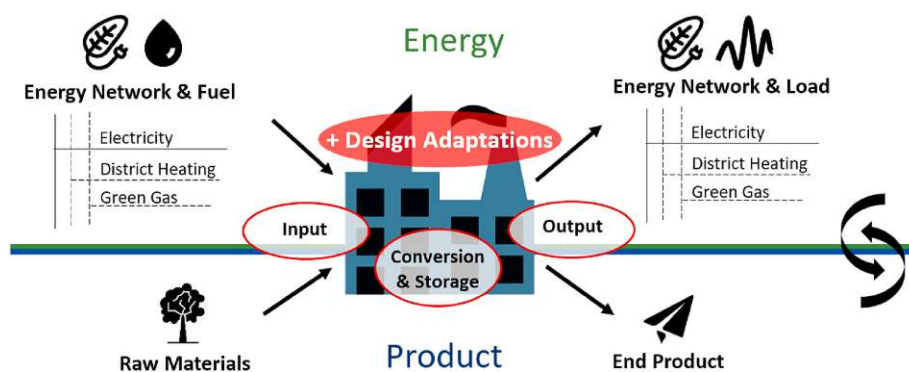 Energy
Energy Network & Fuel
Electricity
District Heating
Green Gas
+ Design Adaptations
Energy Network & Load
Electricity
District Heating
Green Gas
Input
Conversion
& Storage
Output
Raw Materials
Product
End Product